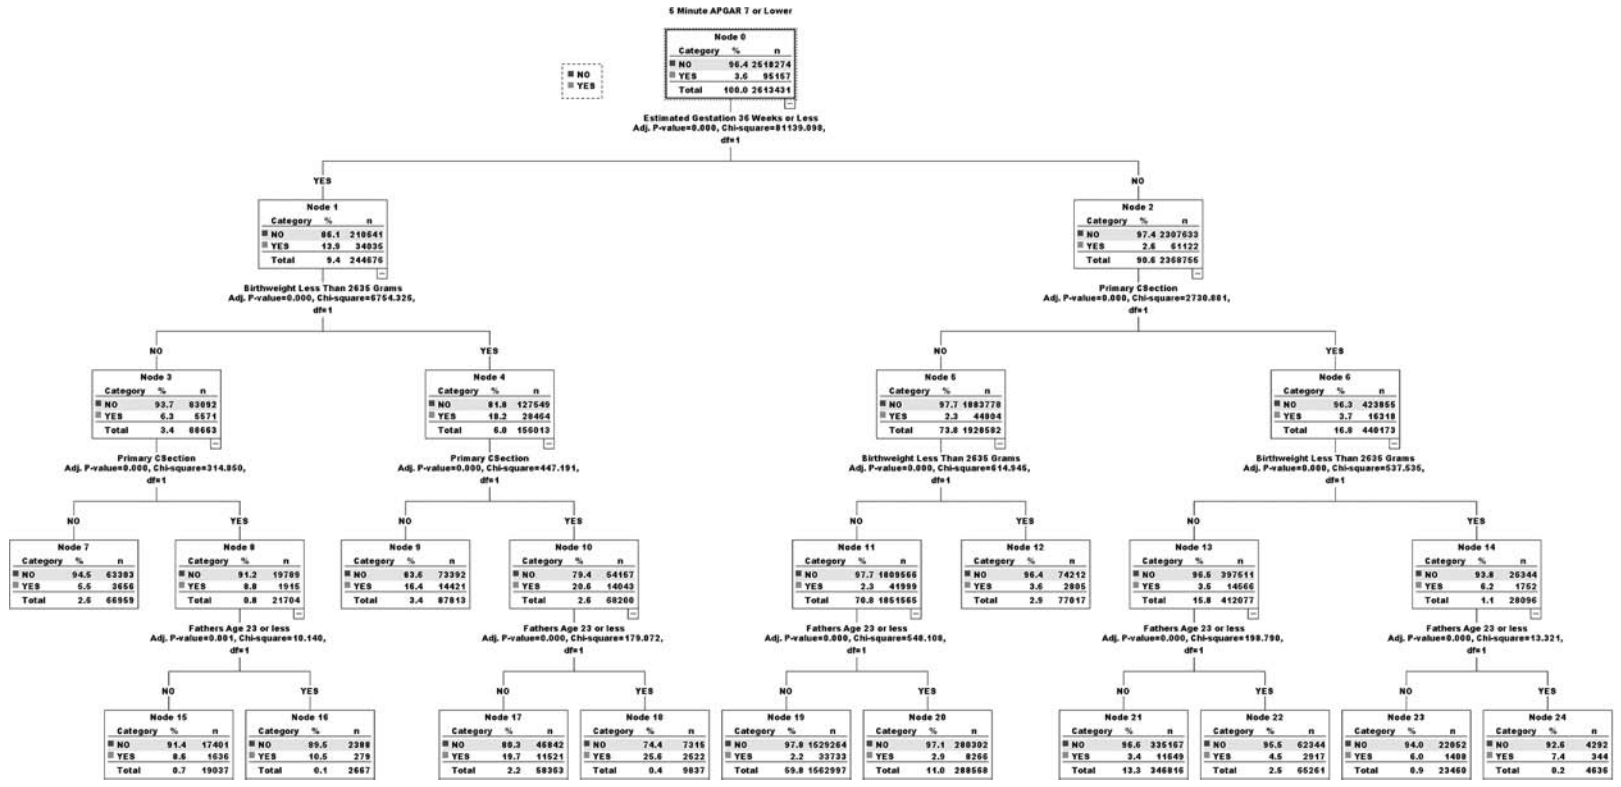 5 Minute APGAR 7 or Lower
Node 0
Category % n
NO 96.4 2518274
YES 3.6 95157
Total 100.0 2613431
NO
YES
Estimated Gestation 36 Weeks or Less
Adj. P-value=0.000, Chi-square=81139.098,
df=1
YES
NO
Node 1
Category % n
NO 86.1 210641
YES 13.9 34035
Total 9.4 244676
Node 2
Category % n
NO 97.4 2307633
YES 2.6 61122
Total 90.6 2368755
Birthweight Less Than 2635 Grams
Adj. P-value=0.000, Chi-square=6754.325,
df=1
Primary CSection
Adj. P-value=0.000, Chi-square=2730.881,
df=1
NO
YES
NO
YES
Node 3
Category % n
NO 93.7 83092
YES 6.3 5571
Total 3.4 88663
Node 4
Category % n
NO 81.8 127549
YES 18.2 28464
Total 6.0 156013
Node 5
Category % n
NO 97.7 1883778
YES 2.3 44804
Total 73.8 1928582
Node 6
Category % n
NO 96.3 423855
YES 3.7 16318
Total 16.8 440173
Primary CSection
Adj. P-value=0.000, Chi-square=314.850,
df=1
Primary CSection
Adj. P-value=0.000, Chi-square=447.191,
df=1
Birthweight Less Than 2635 Grams
Adj. P-value=0.000, Chi-square=614.945,
df=1
Birthweight Less Than 2635 Grams
Adj. P-value=0.000, Chi-square=537.535,
df=1
NO
YES
NO
YES
NO
YES
NO
YES
Node 7
Category % n
NO 94.5 63303
YES 5.5 3656
Total 2.6 66959
Node 8
Category % n
NO 91.2 19789
YES 8.8 1915
Total 0.8 21704
Node 9
Category % n
NO 83.6 73392
YES 16.4 14421
Total 3.4 87813
Node 10
Category % n
NO 79.4 54157
YES 20.6 14043
Total 2.6 68200
Node 11
Category % n
NO 97.7 1809566
YES 2.3 41999
Total 70.8 1851565
Node 12
Category % n
NO 96.4 74212
YES 3.6 2805
Total 2.9 77017
Node 13
Category % n
NO 96.5 397511
YES 3.5 14566
Total 15.8 412077
Node 14
Category % n
NO 93.8 26344
YES 6.2 1752
Total 1.1 28096
Fathers Age 23 or less
Adj. P-value=0.001, Chi-square=10.140,
df=1
Fathers Age 23 or less
Adj. P-value=0.000, Chi-square=179.072,
df=1
Fathers Age 23 or less
Adj. P-value=0.000, Chi-square=548.108,
df=1
Fathers Age 23 or less
Adj. P-value=0.000, Chi-square=198.790,
df=1
Fathers Age 23 or less
Adj. P-value=0.000, Chi-square=13.321,
df=1
NO
YES
NO
YES
NO
YES
NO
YES
NO
YES
Node 15
Category % n
NO 91.4 17401
YES 8.6 1636
Total 0.7 19037
Node 16
Category % n
NO 89.5 2388
YES 10.5 279
Total 0.1 2667
Node 17
Category % n
NO 80.3 46842
YES 19.7 11521
Total 2.2 58363
Node 18
Category % n
NO 74.4 7315
YES 25.6 2522
Total 0.4 9837
Node 19
Category % n
NO 97.8 1529264
YES 2.2 33733
Total 59.8 1562997
Node 20
Category % n
NO 97.1 280302
YES 2.9 8266
Total 11.0 288568
Node 21
Category % n
NO 96.6 335167
YES 3.4 11649
Total 13.3 346816
Node 22
Category % n
NO 95.5 62344
YES 4.5 2917
Total 2.5 65261
Node 23
Category % n
NO 94.0 22052
YES 6.0 1408
Total 0.9 23460
Node 24
Category % n
NO 92.6 4292
YES 7.4 344
Total 0.2 4636